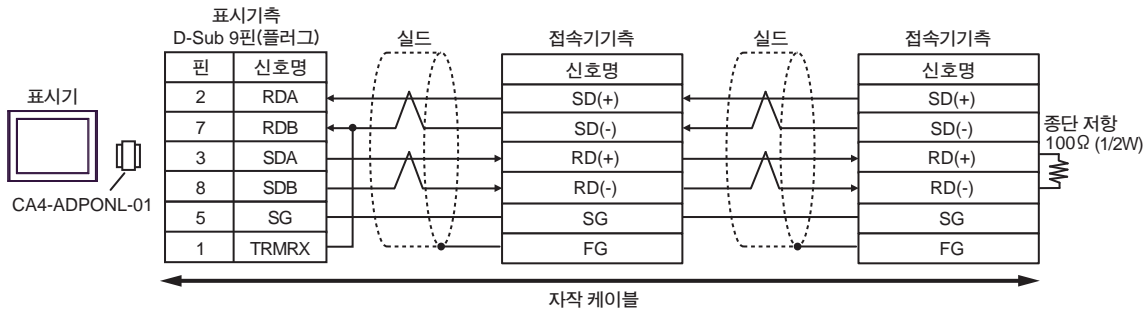 표시기측
D-Sub 9핀(플러그)
실드
접속기기측
실드
접속기기측
핀 신호명
신호명
신호명
표시기
2 RDA
SD(+)
SD(+)
7 RDB
SD(-)
SD(-)
종단 저항
100Ω (1/2W)
3 SDA
RD(+)
RD(+)
8 SDB
RD(-)
RD(-)
CA4-ADPONL-01
5 SG
SG
SG
1 TRMRX
FG
FG
자작 케이블